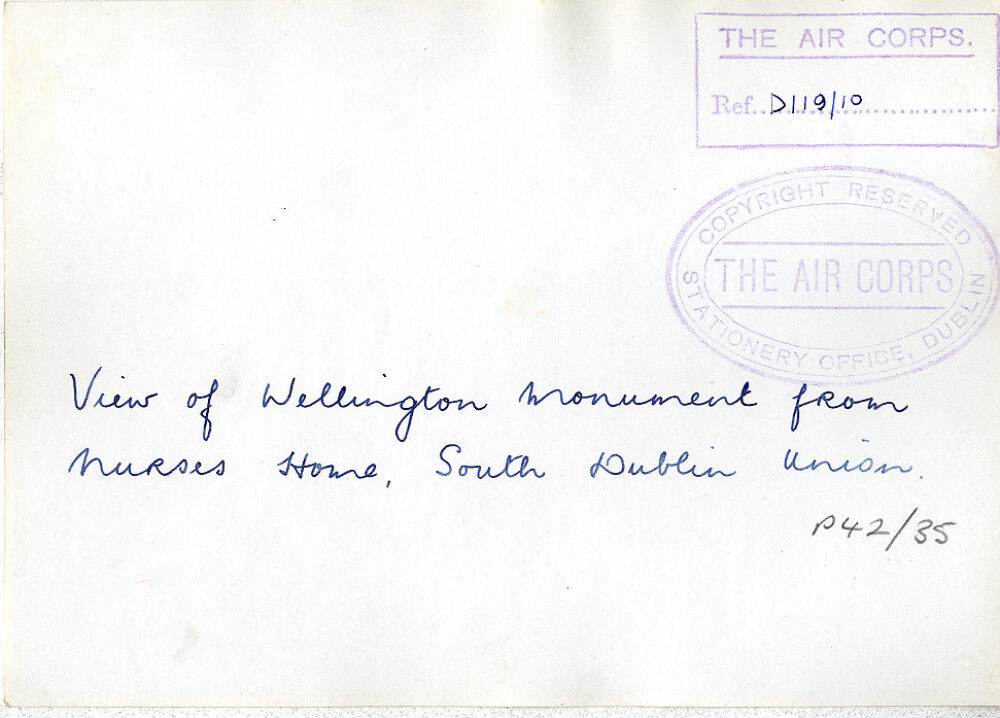 THE AIR CORPS.
Ref. D119/10
COPYRIGHT RESERVED
THE AIR CORPS
STATIONERY OFFICE, DUBLIN
View of Wellington Monument from
Nurses Home, South Dublin Union.
P42/35